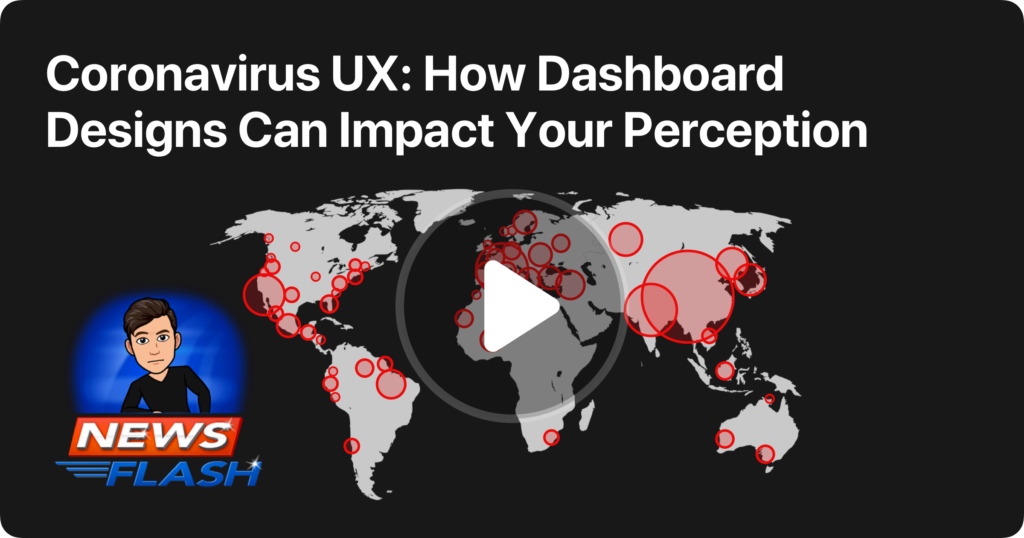 Coronavirus UX: How Dashboard
Designs Can Impact Your Perception
NEWS
FLASH